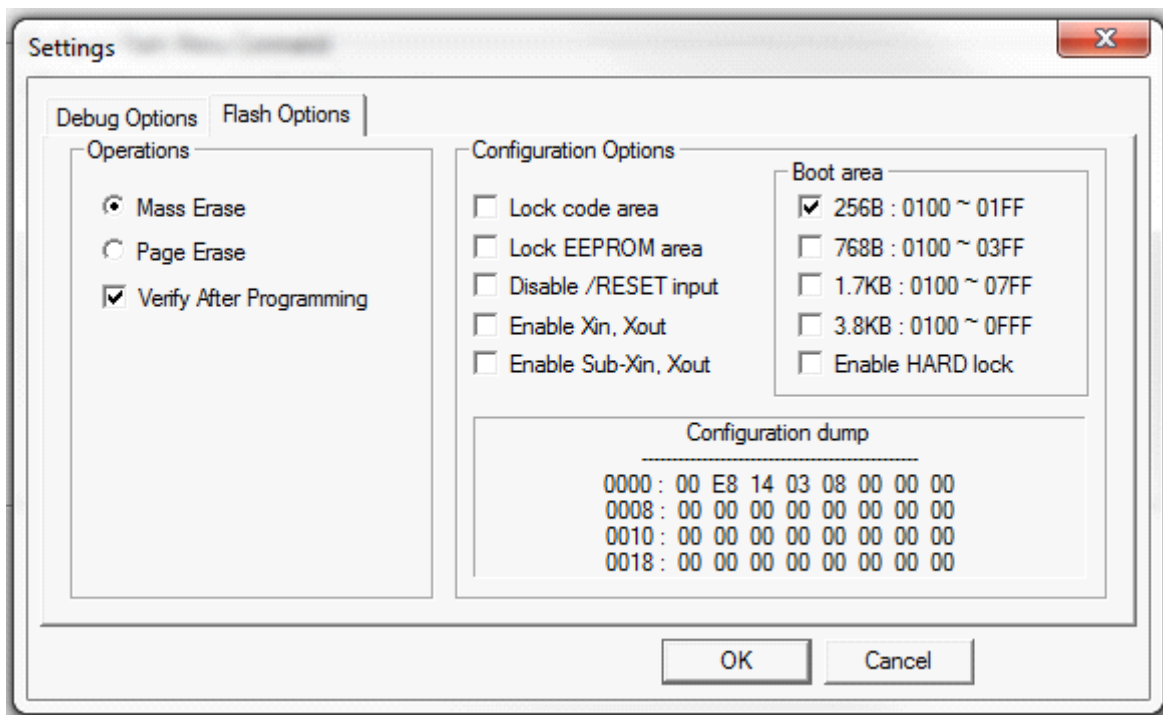 Settings
Debug Options
Flash Options
Operations
Mass Erase
Page Erase
Verify After Programming
Configuration Options
Lock code area
Lock EEPROM area
Disable /RESET input
Enable Xin, Xout
Enable Sub-Xin, Xout
Boot area
256B : 0100 ~ 01FF
768B : 0100 ~ 03FF
1.7KB : 0100 ~ 07FF
3.8KB : 0100 ~ 0FFF
Enable HARD lock
Configuration dump
----------------------------------------------
0000 : 00 E8 14 03 08 00 00 00
0008 : 00 00 00 00 00 00 00 00
0010 : 00 00 00 00 00 00 00 00
0018 : 00 00 00 00 00 00 00 00
OK
Cancel